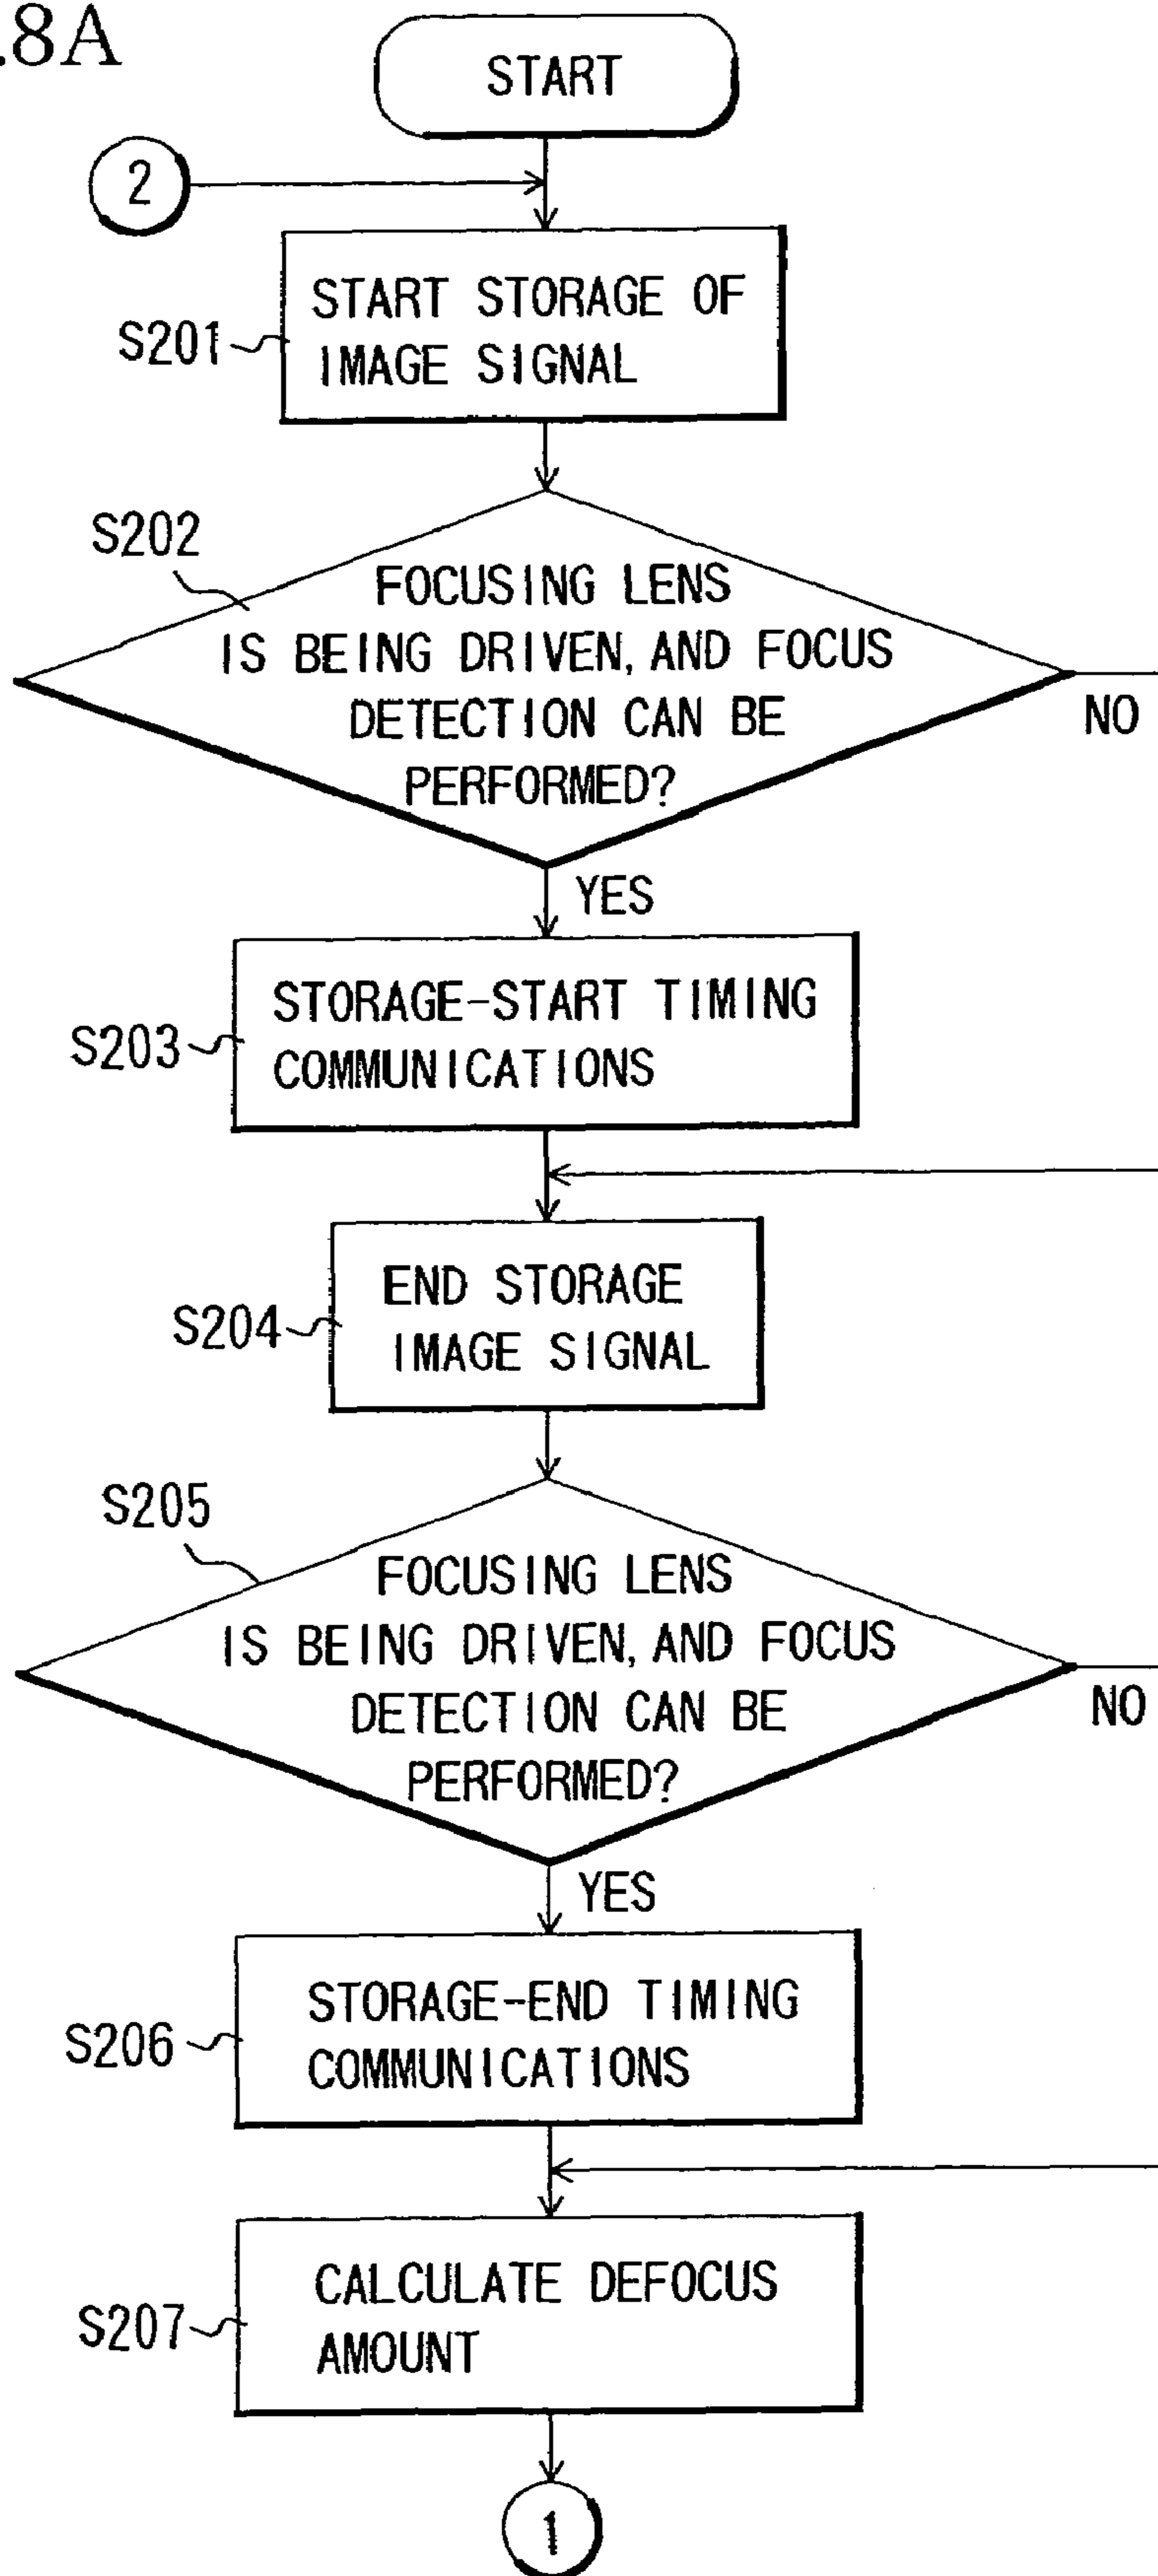 .8A
START
2
START STORAGE OF
IMAGE SIGNAL
S201
S202
FOCUSING LENS
IS BEING DRIVEN, AND FOCUS
DETECTION CAN BE
PERFORMED?
NO
YES
STORAGE-START TIMING
COMMUNICATIONS
S203
END STORAGE
IMAGE SIGNAL
S204
S205
FOCUSING LENS
IS BEING DRIVEN, AND FOCUS
DETECTION CAN BE
PERFORMED?
NO
YES
STORAGE-END TIMING
COMMUNICATIONS
S206
CALCULATE DEFOCUS
AMOUNT
S207
1